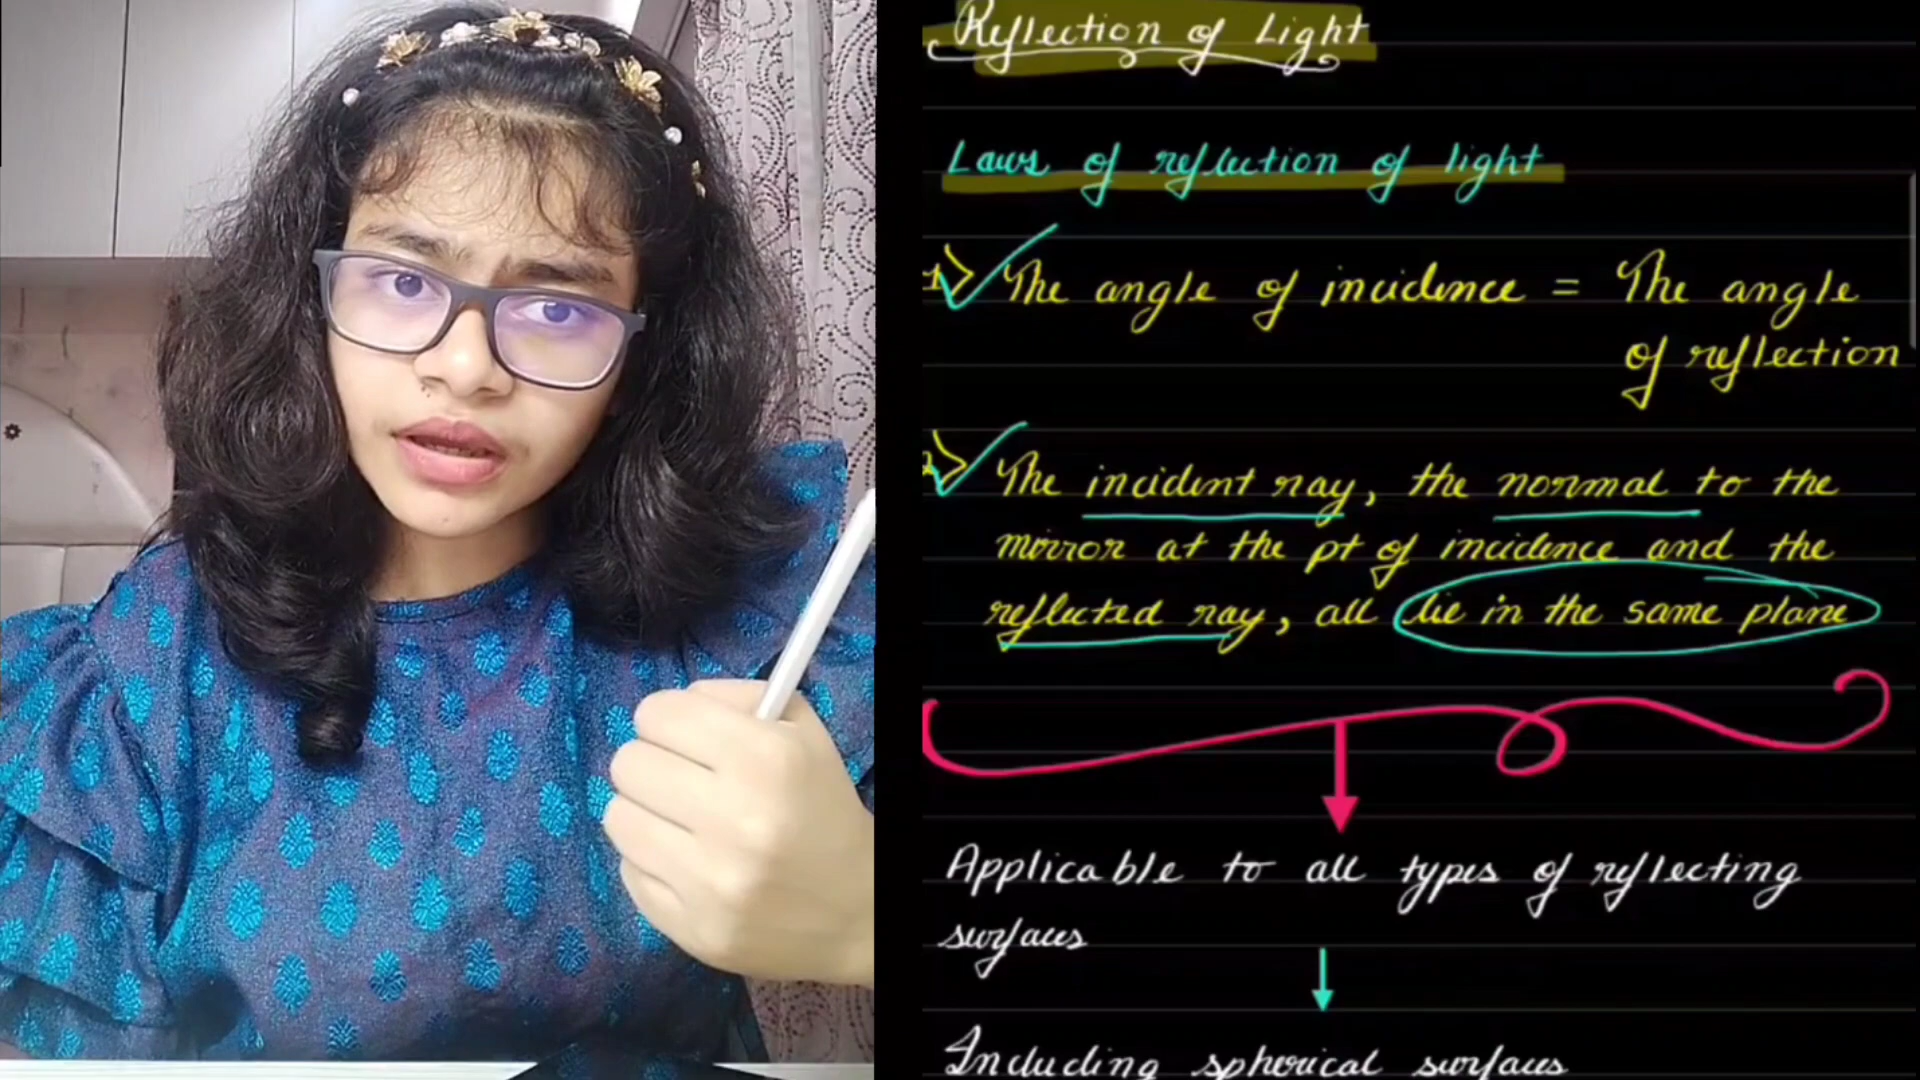 Reflection of Light
Laws of reflection of light
1> The angle of incidence = The angle
of reflection
2> The incident ray, the normal to the
mirror at the pt of incidence and the
reflected ray, all lie in the same plane
Applicable to all types of reflecting
surfaces
Including spherical surfaces